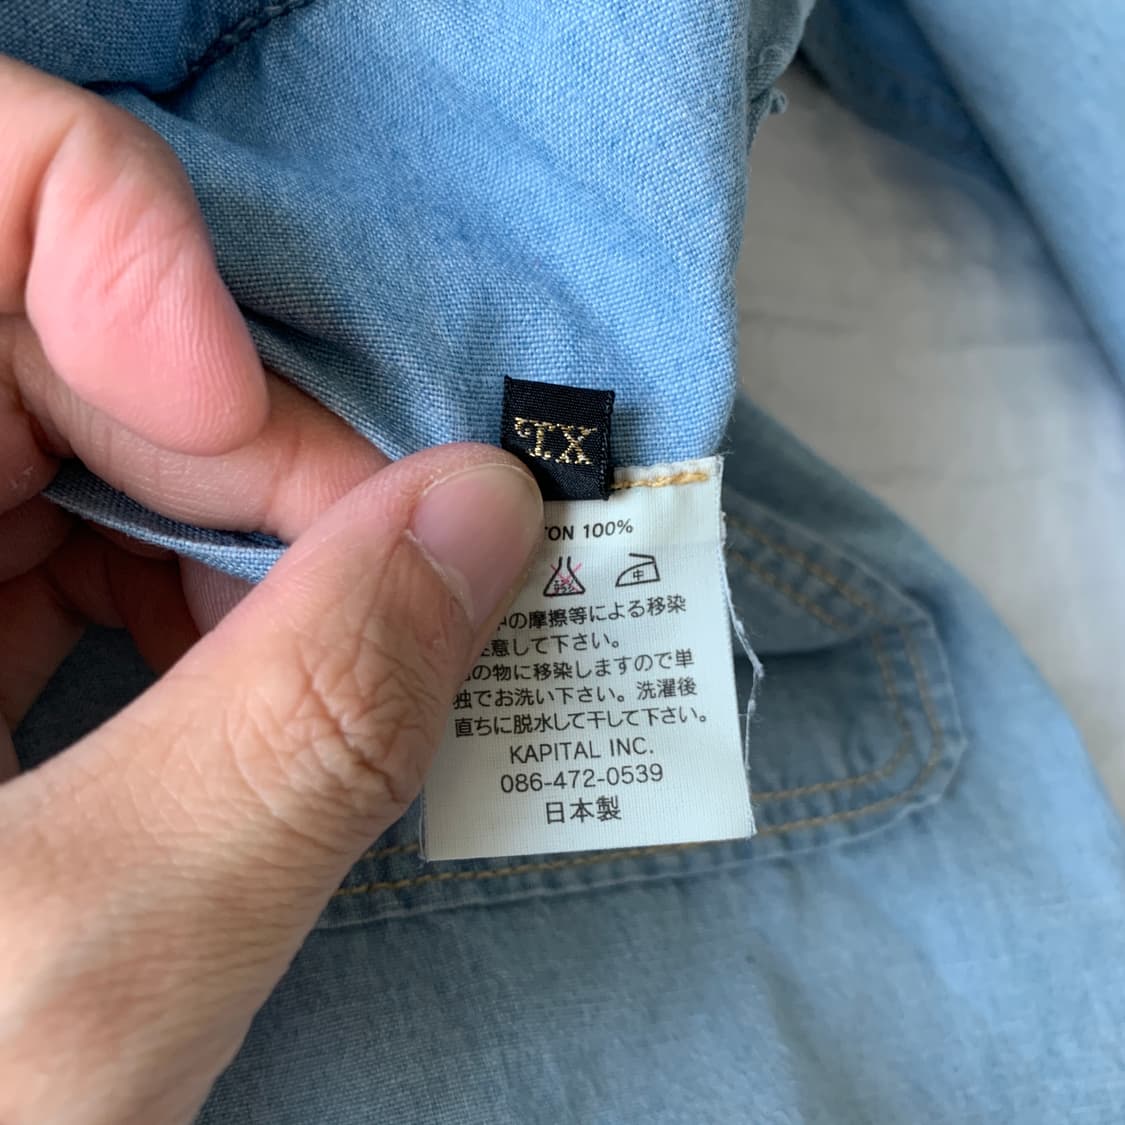 XL
TON 100%
中
中の摩擦等による移染
注意して下さい。
の物に移染しますので単
独でお洗い下さい。洗濯後
直ちに脱水して干して下さい。
KAPITAL INC.
086-472-0539
日本製